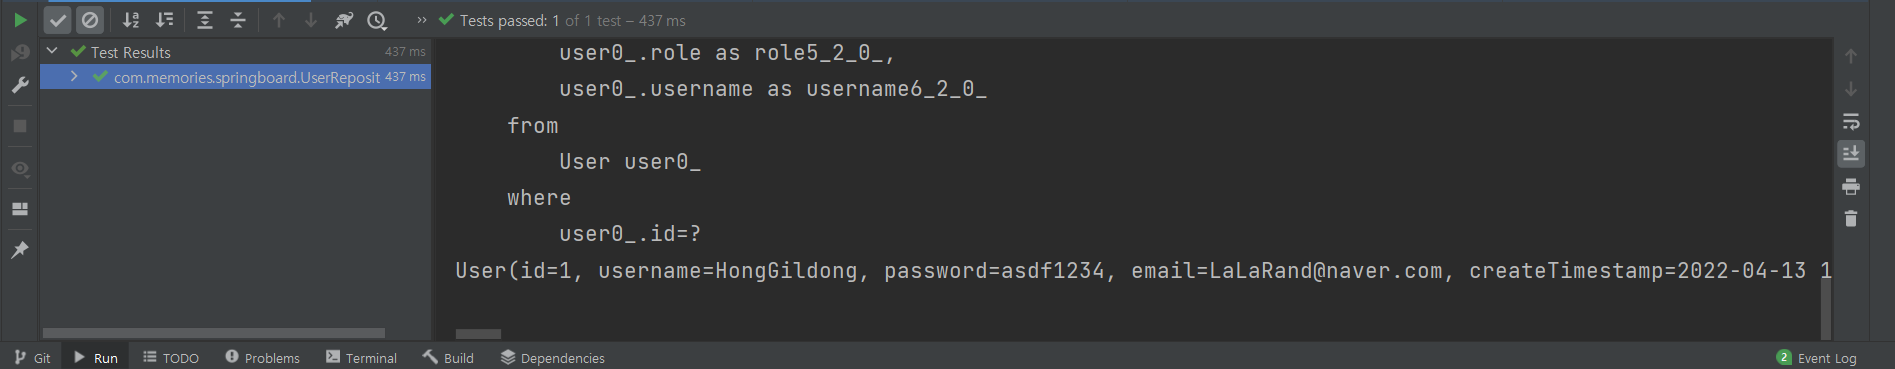 Tests passed: 1 of 1 test – 437 ms
Test Results 437 ms
com.memories.springboard.UserReposit 437 ms
user0_.role as role5_2_0_,
user0_.username as username6_2_0_
from
User user0_
where
user0_.id=?
User(id=1, username=HongGildong, password=asdf1234, email=LaLaRand@naver.com, createTimestamp=2022-04-13 1
Git Run TODO Problems Terminal Build Dependencies 2 Event Log